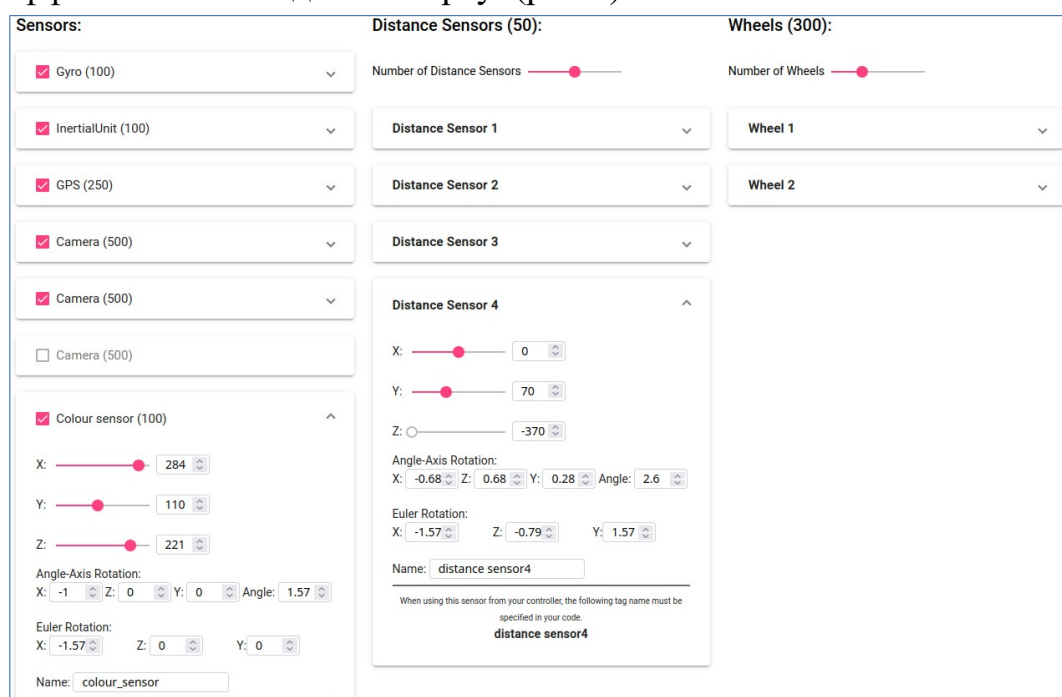 Sensors:
Gyro (100)
InertialUnit (100)
GPS (250)
Camera (500)
Camera (500)
Camera (500)
Colour sensor (100)
X: 284
Y: 110
Z: 221
Angle-Axis Rotation:
X: -1 Z: 0 Y: 0 Angle: 1.57
Euler Rotation:
X: -1.57 Z: 0 Y: 0
Name: colour_sensor
Distance Sensors (50):
Number of Distance Sensors
Distance Sensor 1
Distance Sensor 2
Distance Sensor 3
Distance Sensor 4
X: 0
Y: 70
Z: -370
Angle-Axis Rotation:
X: -0.68 Z: 0.68 Y: 0.28 Angle: 2.6
Euler Rotation:
X: -1.57 Z: -0.79 Y: 1.57
Name: distance sensor4
When using this sensor from your controller, the following tag name must be
specified in your code.
distance sensor4
Wheels (300):
Number of Wheels
Wheel 1
Wheel 2